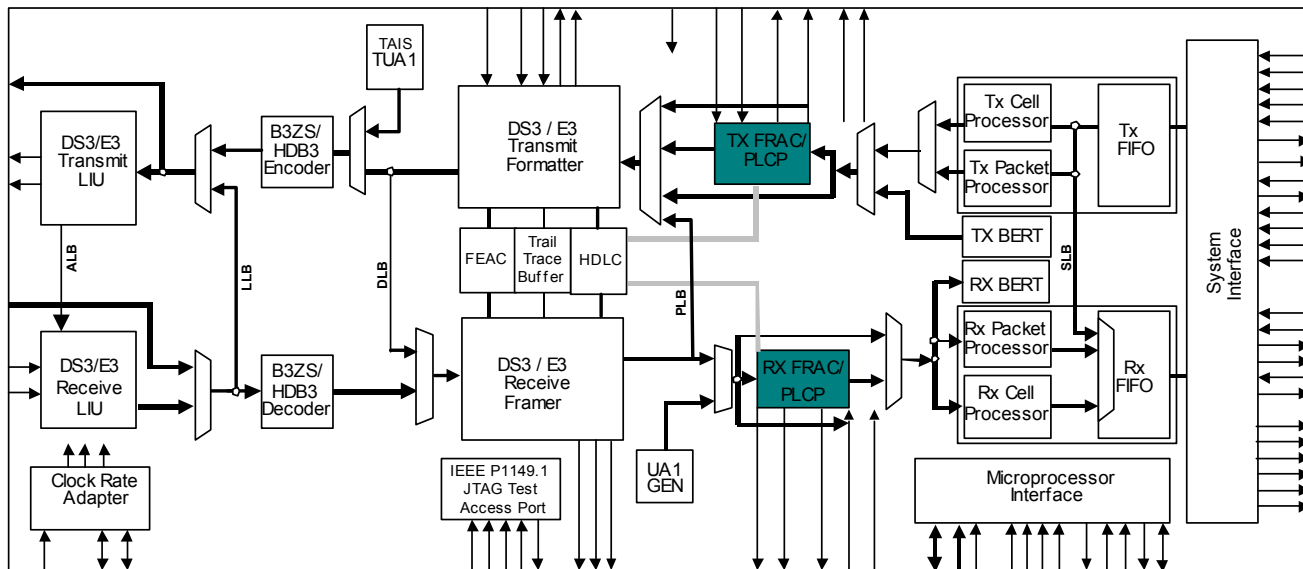 TAIS
TUA1
DS3/E3
Transmit
LIU
B3ZS/
HDB3
Encoder
DS3 / E3
Transmit
Formatter
TX FRAC/
PLCP
Tx Cell
Processor
Tx Packet
Processor
Tx
FIFO
TX BERT
RX BERT
System
Interface
ALB
LLB
DLB
PLB
SLB
FEAC
Trail
Trace
Buffer
HDLC
DS3/E3
Receive
LIU
B3ZS/
HDB3
Decoder
DS3 / E3
Receive
Framer
RX FRAC/
PLCP
Rx Packet
Processor
Rx Cell
Processor
Rx
FIFO
UA1
GEN
Clock Rate
Adapter
IEEE P1149.1
JTAG Test
Access Port
Microprocessor
Interface